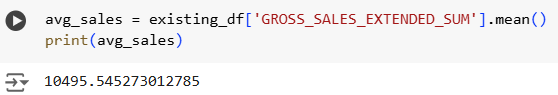 avg_sales = existing_df['GROSS_SALES_EXTENDED_SUM'].mean()
print(avg_sales)
10495.545273012785